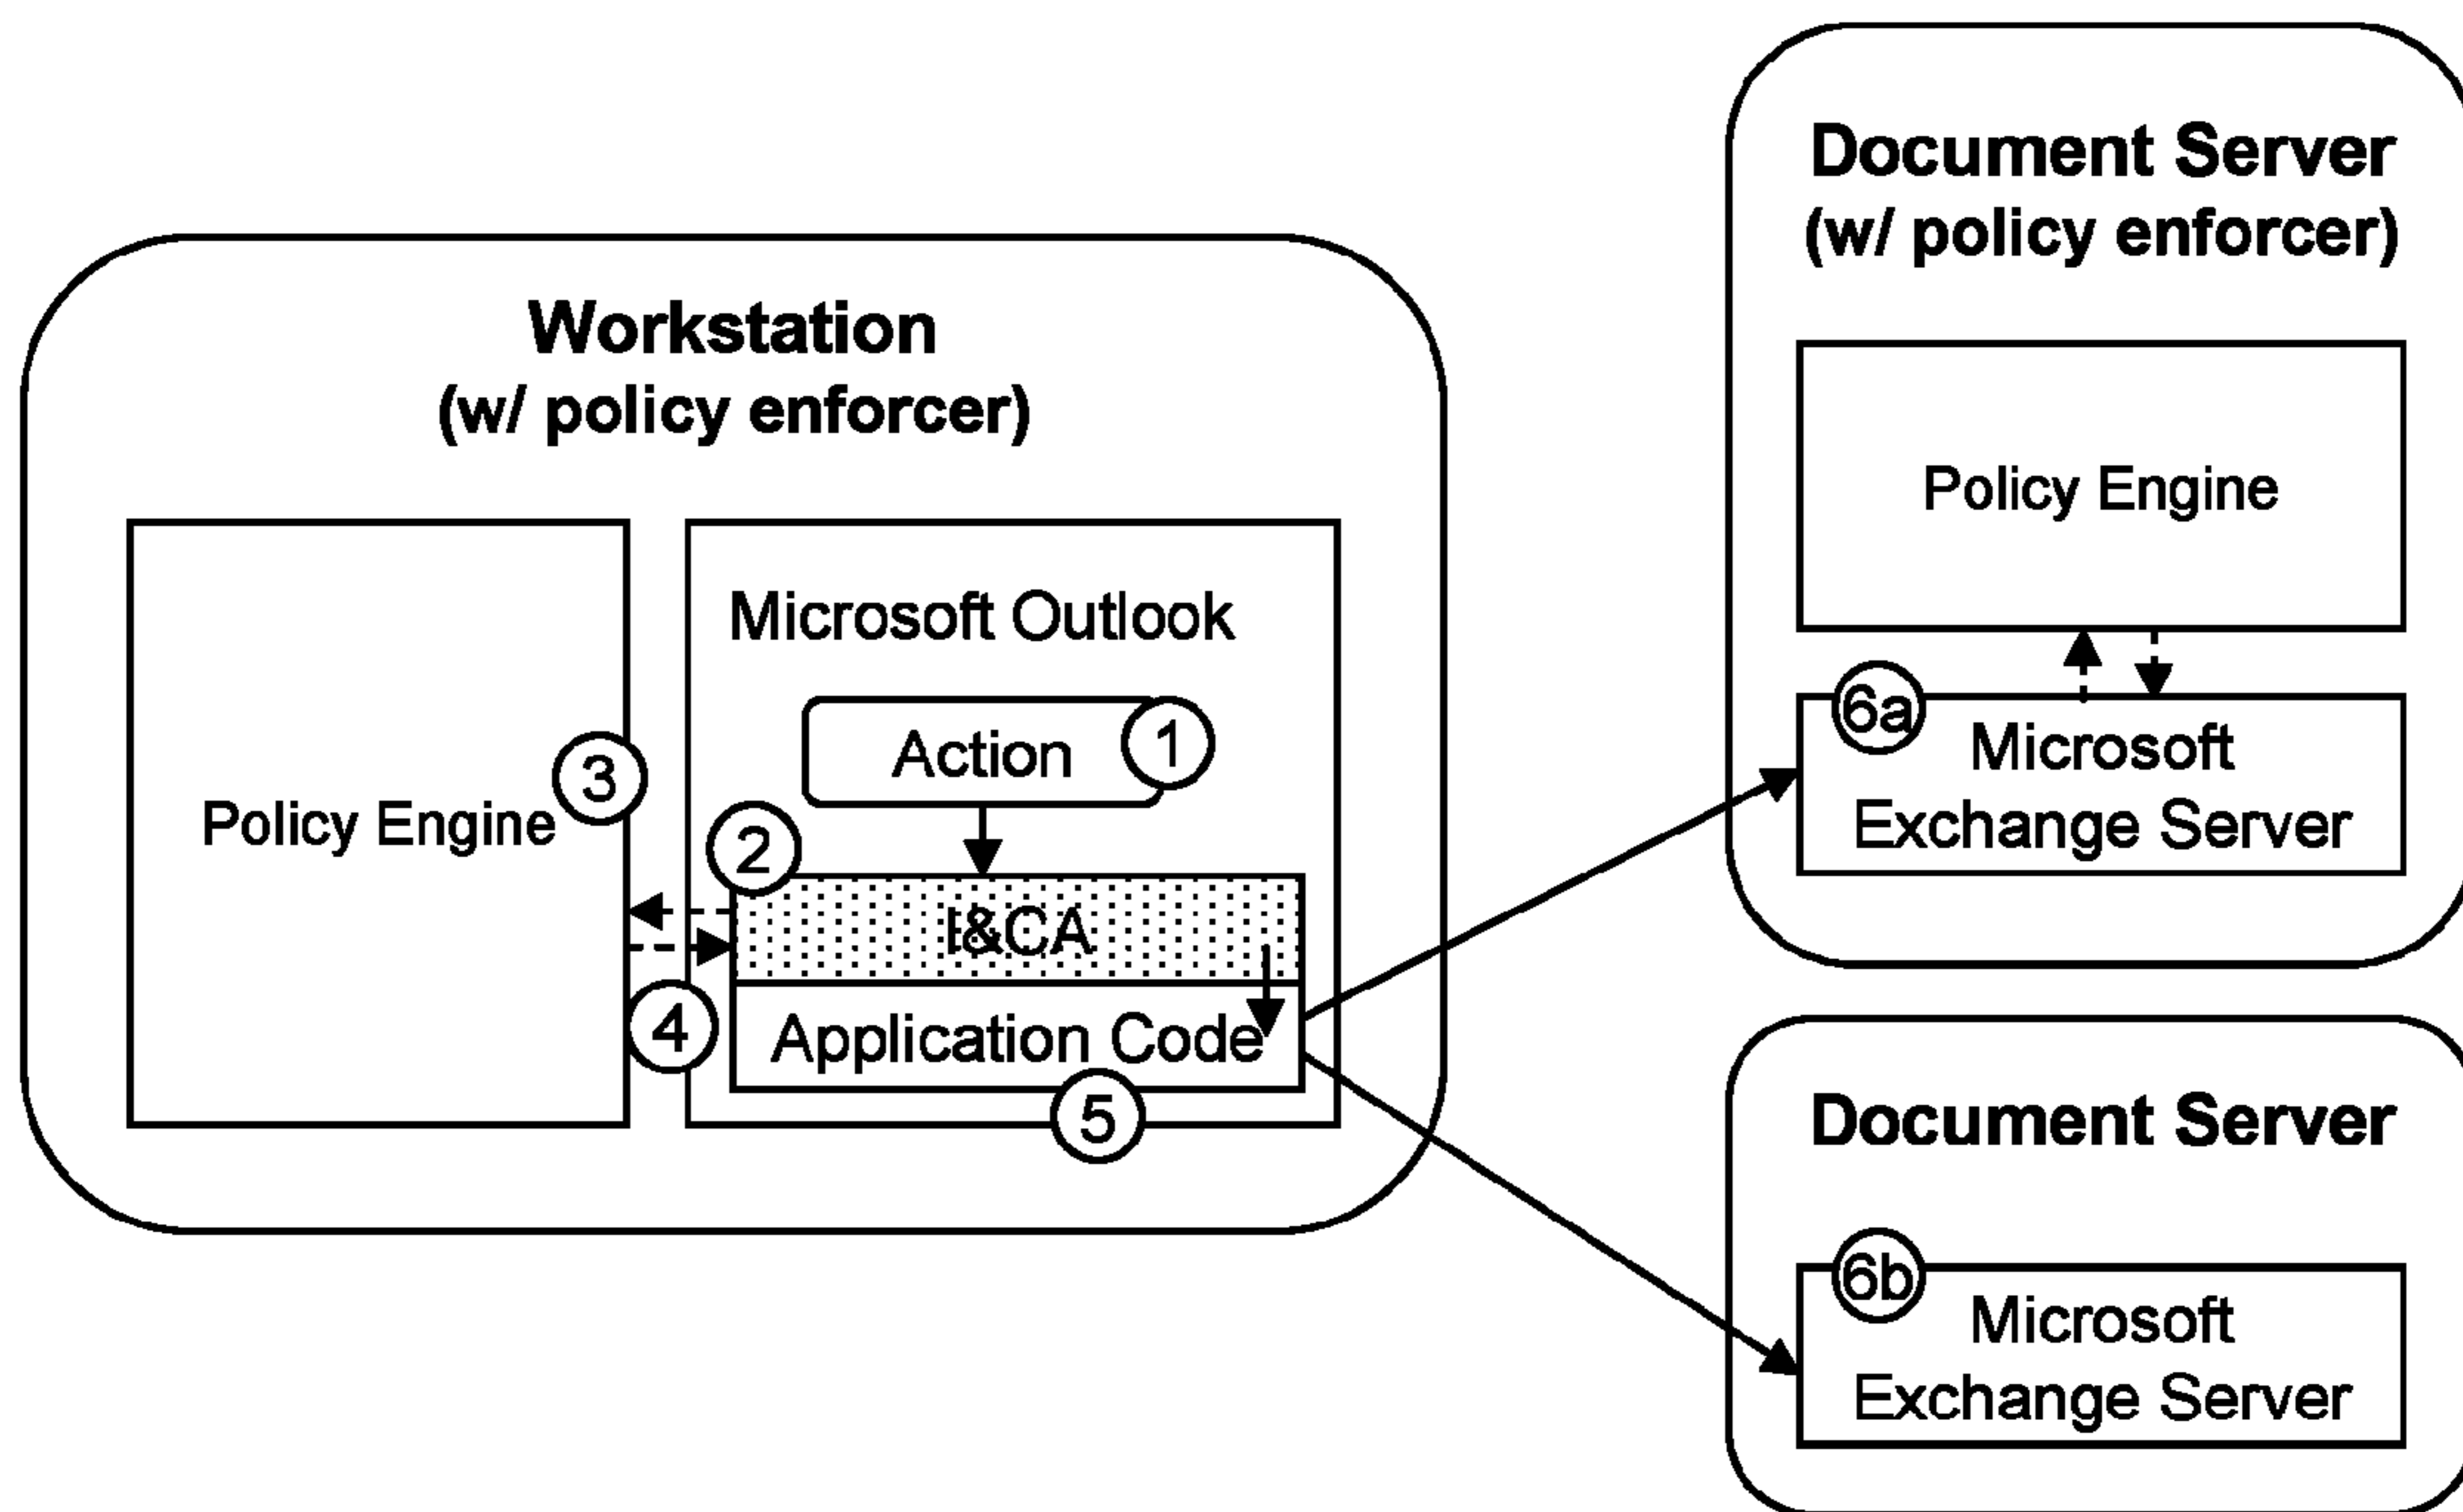 Workstation
(w/ policy enforcer)
Policy Engine
3
Microsoft Outlook
Action
1
2
I&CA
4
Application Code
5
Document Server
(w/ policy enforcer)
Policy Engine
6a
Microsoft
Exchange Server
Document Server
6b
Microsoft
Exchange Server